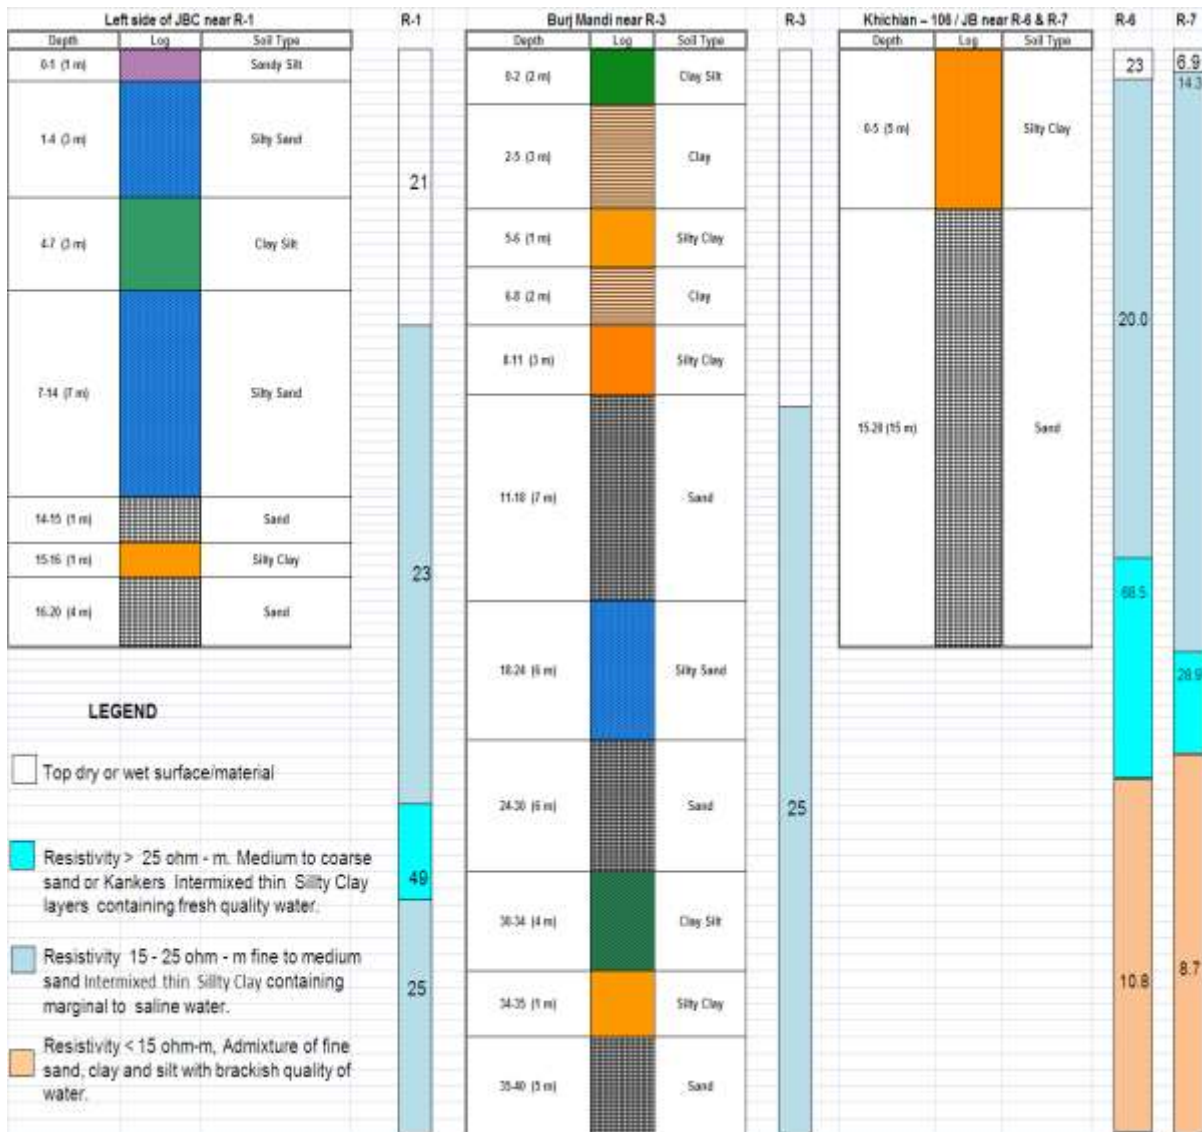 Left side of JBC near R-1
Depth Log Soil Type
0-1 (1 m) Sandy Silt
1-4 (3 m) Silty Sand
4-7 (3 m) Clay Silt
7-14 (7 m) Silty Sand
14-15 (1 m) Sand
15-16 (1 m) Silty Clay
16-20 (4 m) Sand
R-1
21
23
49
25
Burj Mandi near R-3
Depth Log Soil Type
0-2 (2 m) Clay Silt
2-5 (3 m) Clay
5-6 (1 m) Silty Clay
6-8 (2 m) Clay
8-11 (3 m) Silty Clay
11-18 (7 m) Sand
18-24 (6 m) Silty Sand
24-30 (6 m) Sand
30-34 (4 m) Clay Silt
34-35 (1 m) Silty Clay
35-40 (5 m) Sand
R-3
25
Khichian – 106 / JB near R-6 & R-7
Depth Log Soil Type
0-5 (5 m) Silty Clay
15-20 (15 m) Sand
R-6
23
20.0
68.5
10.8
R-7
6.9
14.3
28.9
8.7
LEGEND
Top dry or wet surface/material
Resistivity > 25 ohm - m. Medium to coarse
sand or Kankers Intermixed thin Sillty Clay
layers containing fresh quality water.
Resistivity 15 - 25 ohm - m fine to medium
sand Intermixed thin Sillty Clay containing
marginal to saline water.
Resistivity < 15 ohm-m, Admixture of fine
sand, clay and silt with brackish quality of
water.